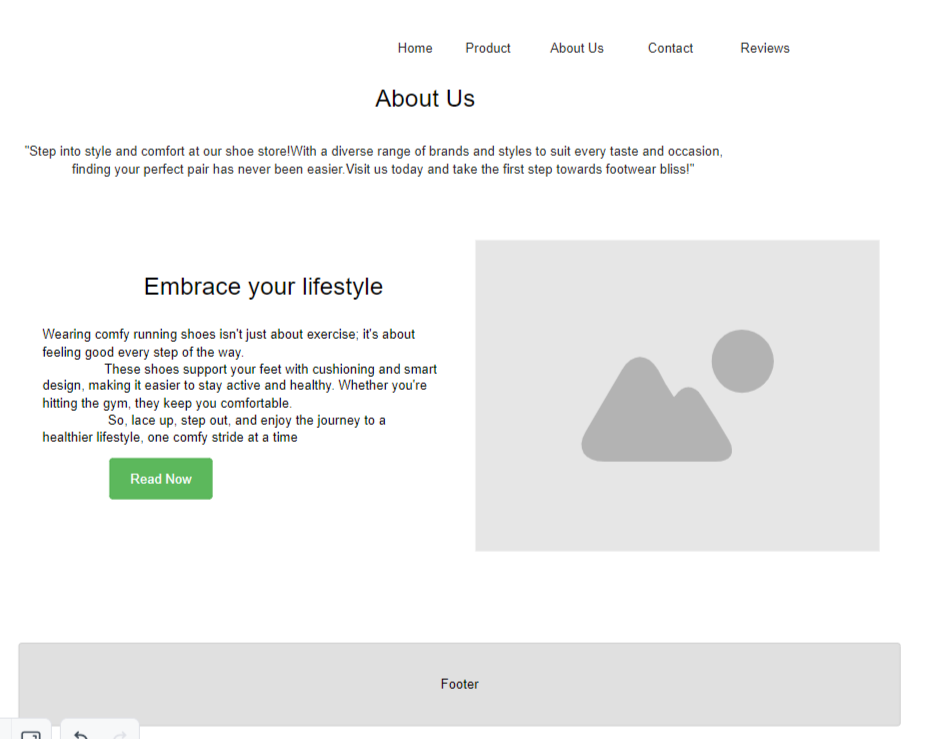 Home Product About Us Contact Reviews
About Us
"Step into style and comfort at our shoe store!With a diverse range of brands and styles to suit every taste and occasion,
finding your perfect pair has never been easier.Visit us today and take the first step towards footwear bliss!"
Embrace your lifestyle
Wearing comfy running shoes isn't just about exercise; it's about
feeling good every step of the way.
These shoes support your feet with cushioning and smart
design, making it easier to stay active and healthy. Whether you're
hitting the gym, they keep you comfortable.
So, lace up, step out, and enjoy the journey to a
healthier lifestyle, one comfy stride at a time
Read Now
Footer